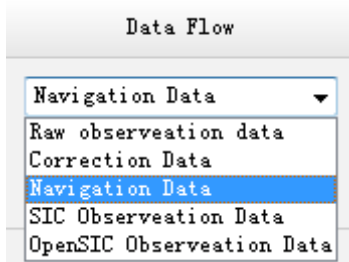 Data Flow
Navigation Data
Raw observeation data
Correction Data
Navigation Data
SIC Observeation Data
OpenSIC Observeation Data